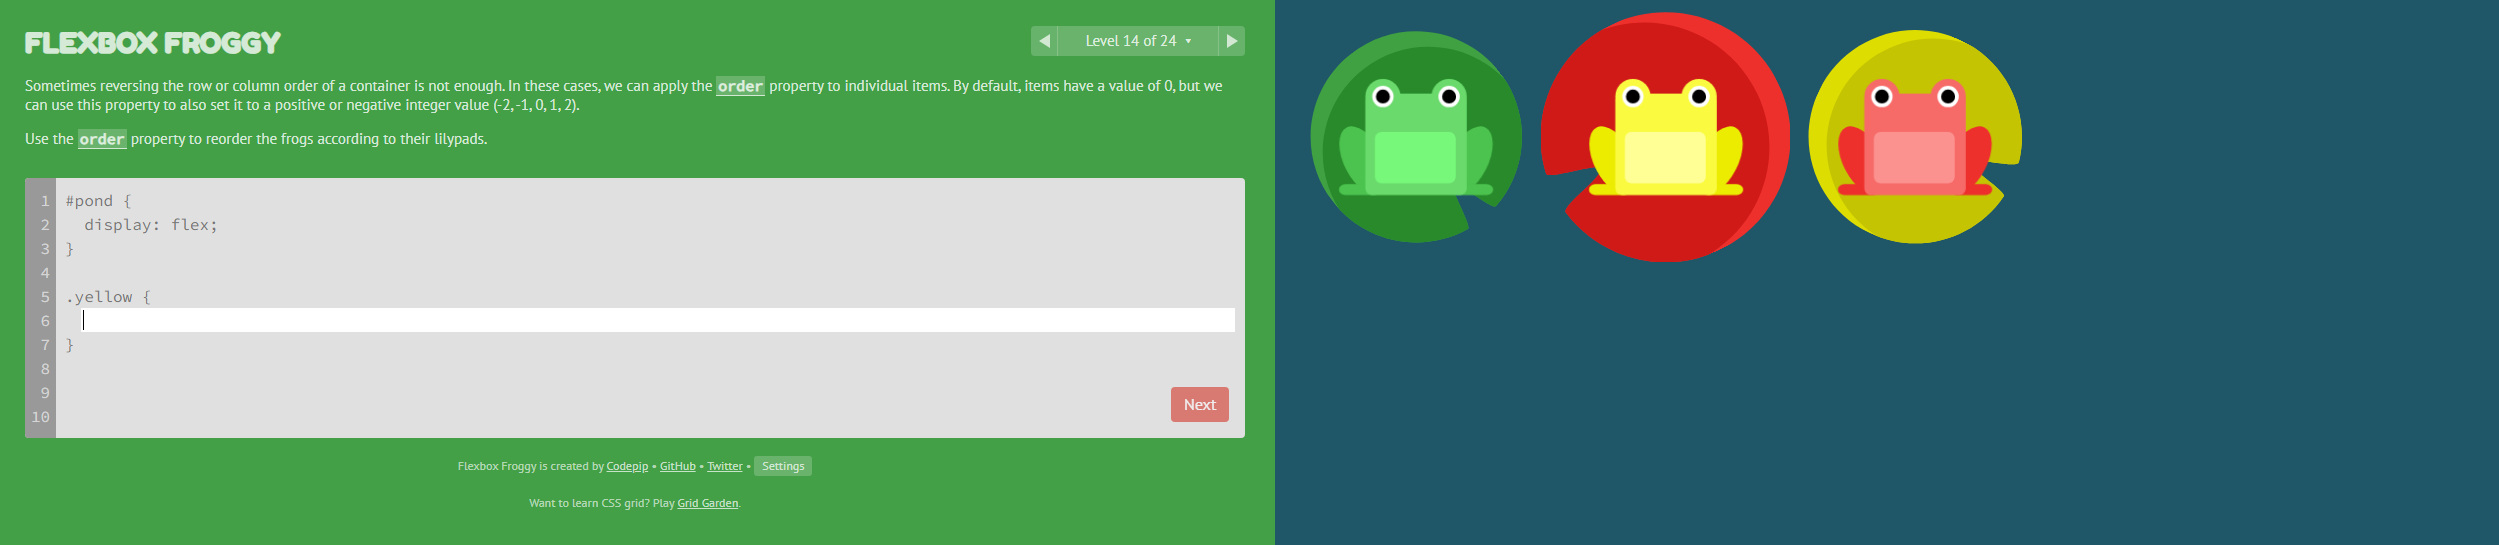 FLEXBOX FROGGY
Level 14 of 24
Sometimes reversing the row or column order of a container is not enough. In these cases, we can apply the order property to individual items. By default, items have a value of 0, but we
can use this property to also set it to a positive or negative integer value (-2, -1, 0, 1, 2).
Use the order property to reorder the frogs according to their lilypads.
1 #pond {
2   display: flex;
3 }
4
5 .yellow {
6
7 }
8
9
10
Next
Flexbox Froggy is created by Codepip • GitHub • Twitter • Settings
Want to learn CSS grid? Play Grid Garden.